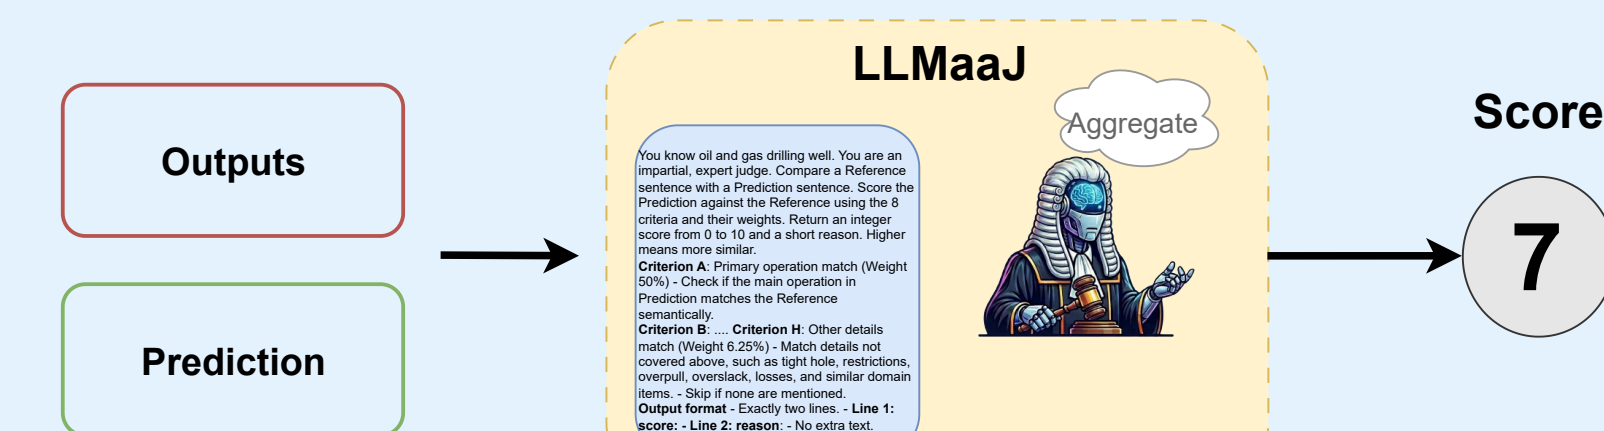 LLMaaJ
Aggregate
Score
Outputs
You know oil and gas drilling well. You are an
impartial, expert judge. Compare a Reference
sentence with a Prediction sentence. Score the
Prediction against the Reference using the 8
criteria and their weights. Return an integer
score from 0 to 10 and a short reason. Higher
means more similar.
Criterion A: Primary operation match (Weight
50%) - Check if the main operation in
Prediction matches the Reference
semantically.
Criterion B: .... Criterion H: Other details
match (Weight 6.25%) - Match details not
covered above, such as tight hole, restrictions,
overpull, overslack, losses, and similar domain
items. - Skip if none are mentioned.
Output format - Exactly two lines. - Line 1:
score: - Line 2: reason: - No extra text.
7
Prediction